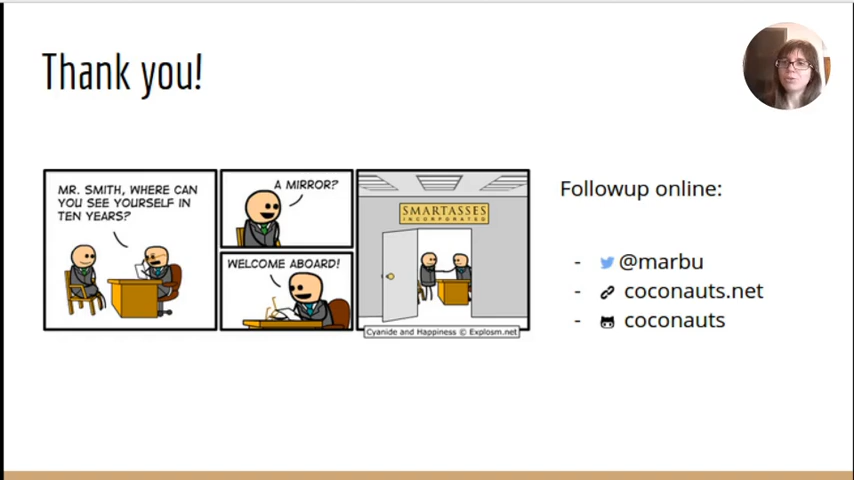 Thank you!
MR. SMITH, WHERE CAN
YOU SEE YOURSELF IN
TEN YEARS?
A MIRROR?
WELCOME ABOARD!
SMARTASSES
INCORPORATED
Cyanide and Happiness © Explosm.net
Followup online:
- @marbu
- coconauts.net
- coconauts